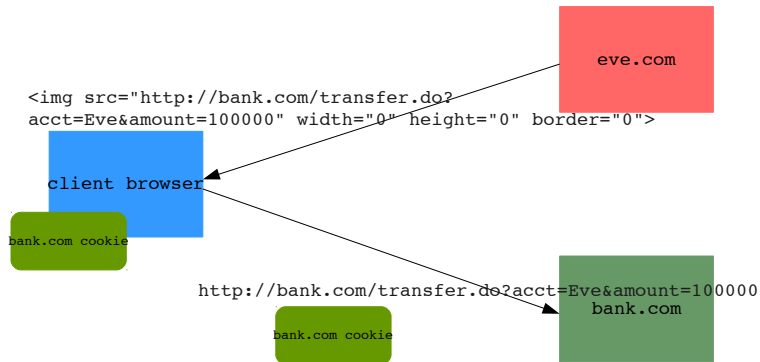 eve.com
<img src="http://bank.com/transfer.do?
acct=Eve&amount=100000" width="0" height="0" border="0">
client browser
bank.com cookie
http://bank.com/transfer.do?acct=Eve&amount=100000
bank.com
bank.com cookie